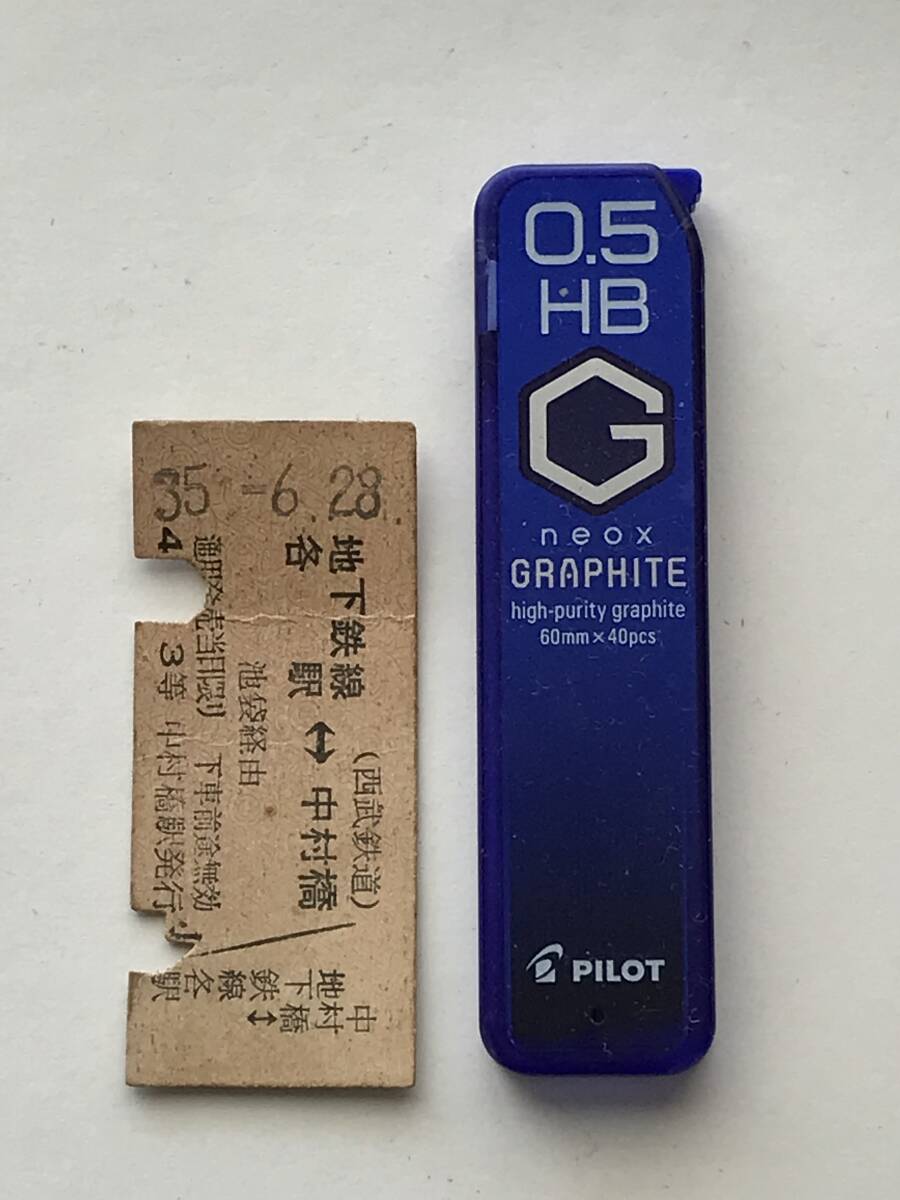 35 -6. 28
(西武鉄道)
地下鉄線
各駅 ↔ 中村橋
池袋経由
通用発売当日限り 下車前途無効
4 3等 中村橋駅発行
中村橋
↕
地下鉄線各駅
0.5
HB
G
neox
GRAPHITE
high-purity graphite
60mm×40pcs
PILOT